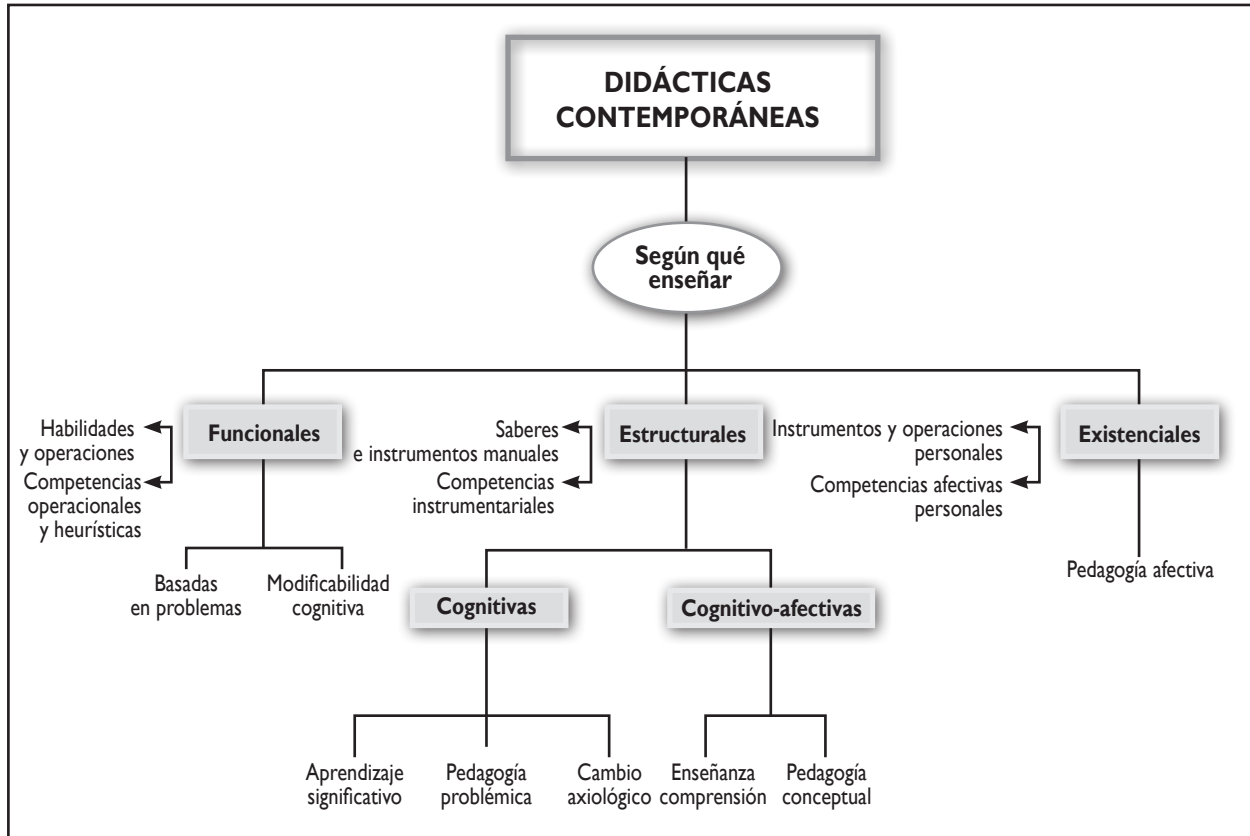 DIDÁCTICAS
CONTEMPORÁNEAS
Según qué
enseñar
Habilidades
y operaciones
Competencias
operacionales
y heurísticas
Funcionales
Saberes
e instrumentos manuales
Competencias
instrumentariales
Estructurales
Instrumentos y operaciones
personales
Competencias afectivas
personales
Existenciales
Basadas
en problemas
Modificabilidad
cognitiva
Cognitivas
Cognitivo-afectivas
Pedagogía afectiva
Aprendizaje
significativo
Pedagogía
problémica
Cambio
axiológico
Enseñanza
comprensión
Pedagogía
conceptual